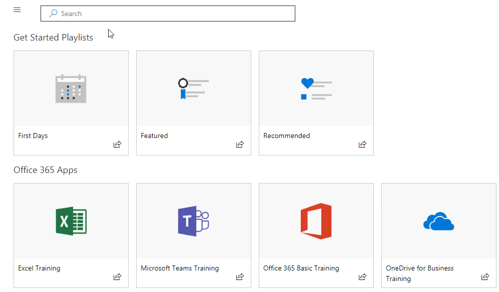 Search
Get Started Playlists
First Days
Featured
Recommended
Office 365 Apps
Excel Training
Microsoft Teams Training
Office 365 Basic Training
OneDrive for Business
Training